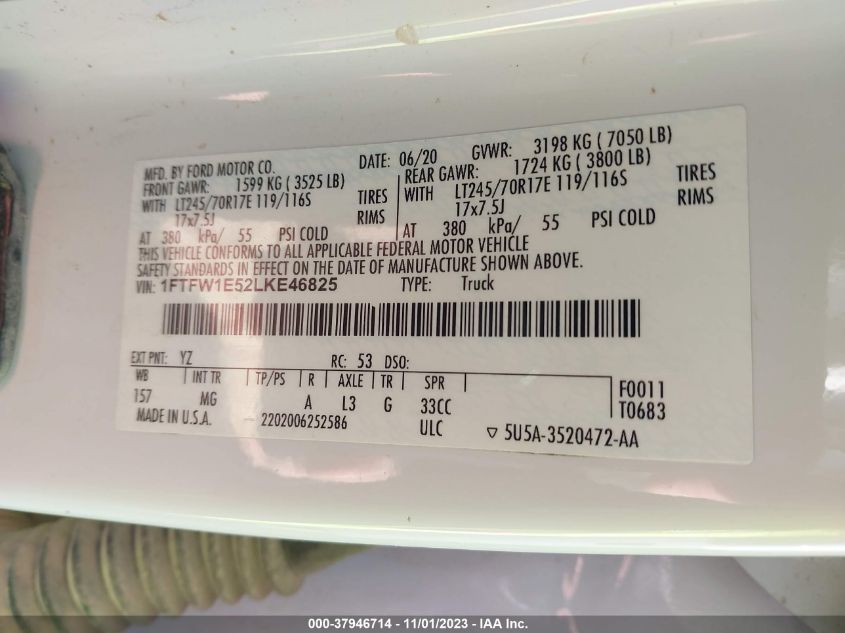 MFD. BY FORD MOTOR CO. DATE: 06/20 GVWR: 3198 KG ( 7050 LB)
FRONT GAWR: 1599 KG ( 3525 LB) REAR GAWR: 1724 KG ( 3800 LB)
WITH LT245/70R17E 119/116S TIRES WITH LT245/70R17E 119/116S TIRES
17x7.5J RIMS 17x7.5J RIMS
AT 380 kPa/ 55 PSI COLD AT 380 kPa/ 55 PSI COLD
THIS VEHICLE CONFORMS TO ALL APPLICABLE FEDERAL MOTOR VEHICLE
SAFETY STANDARDS IN EFFECT ON THE DATE OF MANUFACTURE SHOWN ABOVE.
VIN: 1FTFW1E52LKE46825 TYPE: Truck
EXT PNT: YZ RC: 53 DSO:
WB INT TR TP/PS R AXLE TR SPR
157 MG A L3 G 33CC
F0011
T0683
MADE IN U.S.A. 2202006252586 ULC ▽ 5U5A-3520472-AA
000-37946714 - 11/01/2023 - IAA Inc.